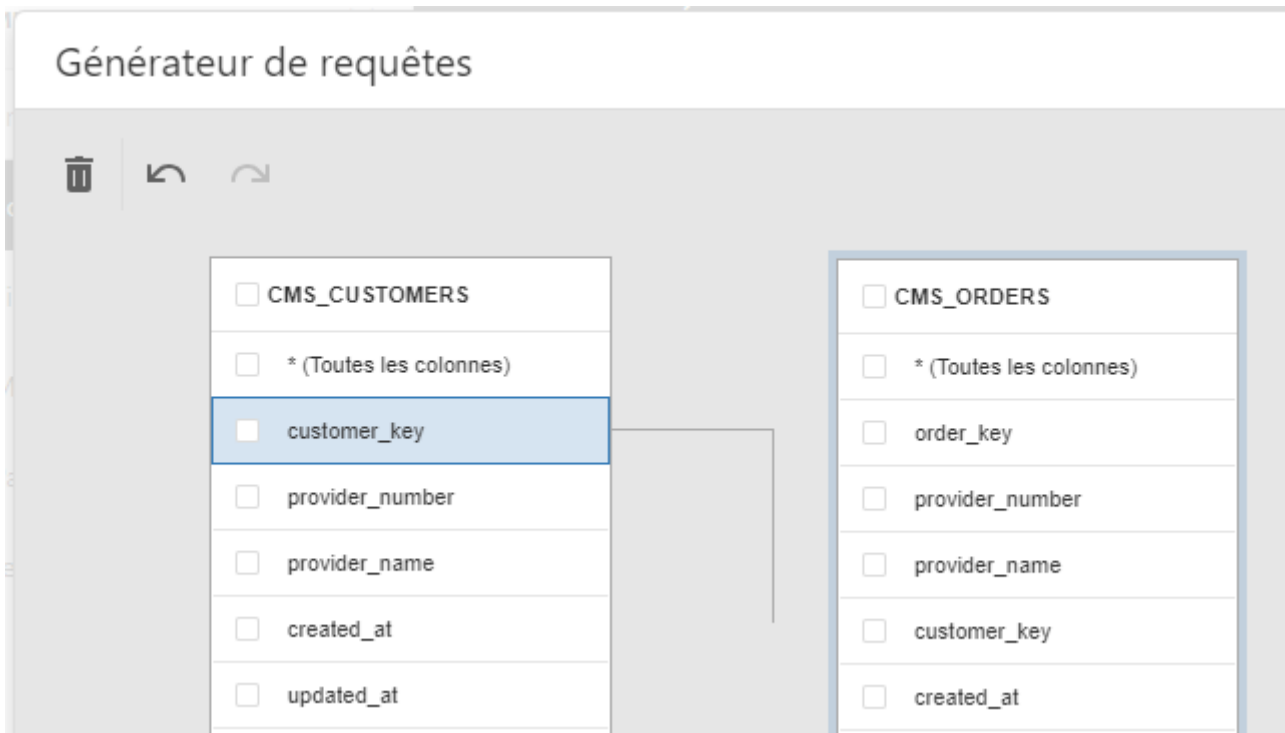 Générateur de requêtes
CMS_CUSTOMERS
* (Toutes les colonnes)
customer_key
provider_number
provider_name
created_at
updated_at
CMS_ORDERS
* (Toutes les colonnes)
order_key
provider_number
provider_name
customer_key
created_at